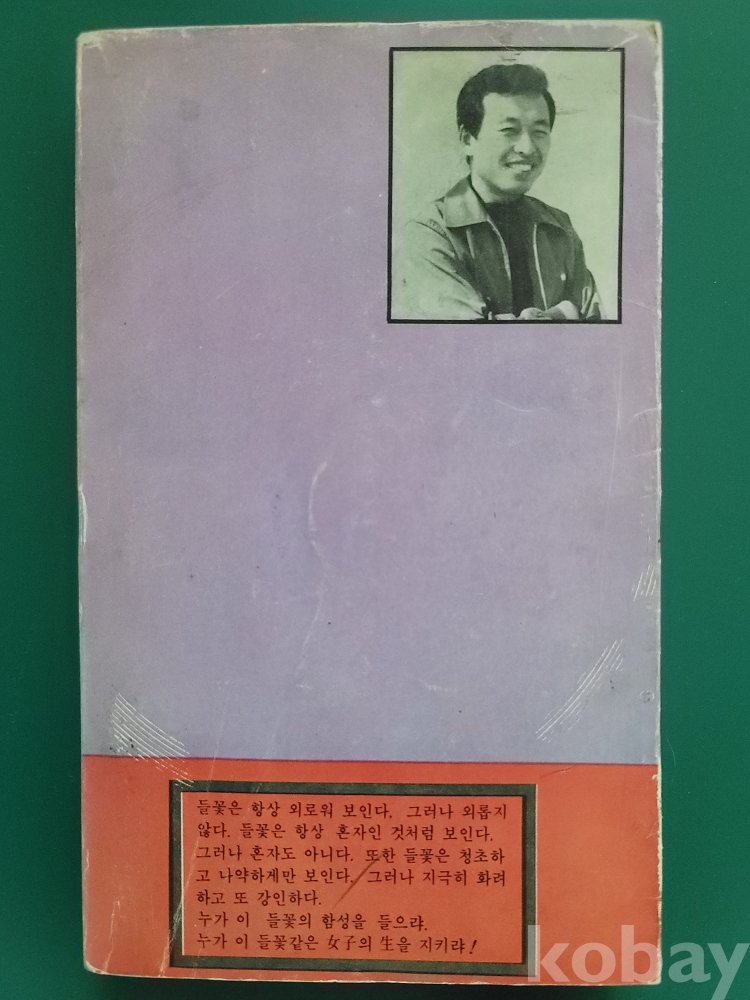 들꽃은 항상 외로워 보인다. 그러나 외롭지
않다. 들꽃은 항상 혼자인 것처럼 보인다.
그러나 혼자도 아니다. 또한 들꽃은 청초하
고 나약하게만 보인다. 그러나 지극히 화려
하고 또 강인하다.
누가 이 들꽃의 함성을 들으랴.
누가 이 들꽃같은 女子의 生을 지키랴!
kobay